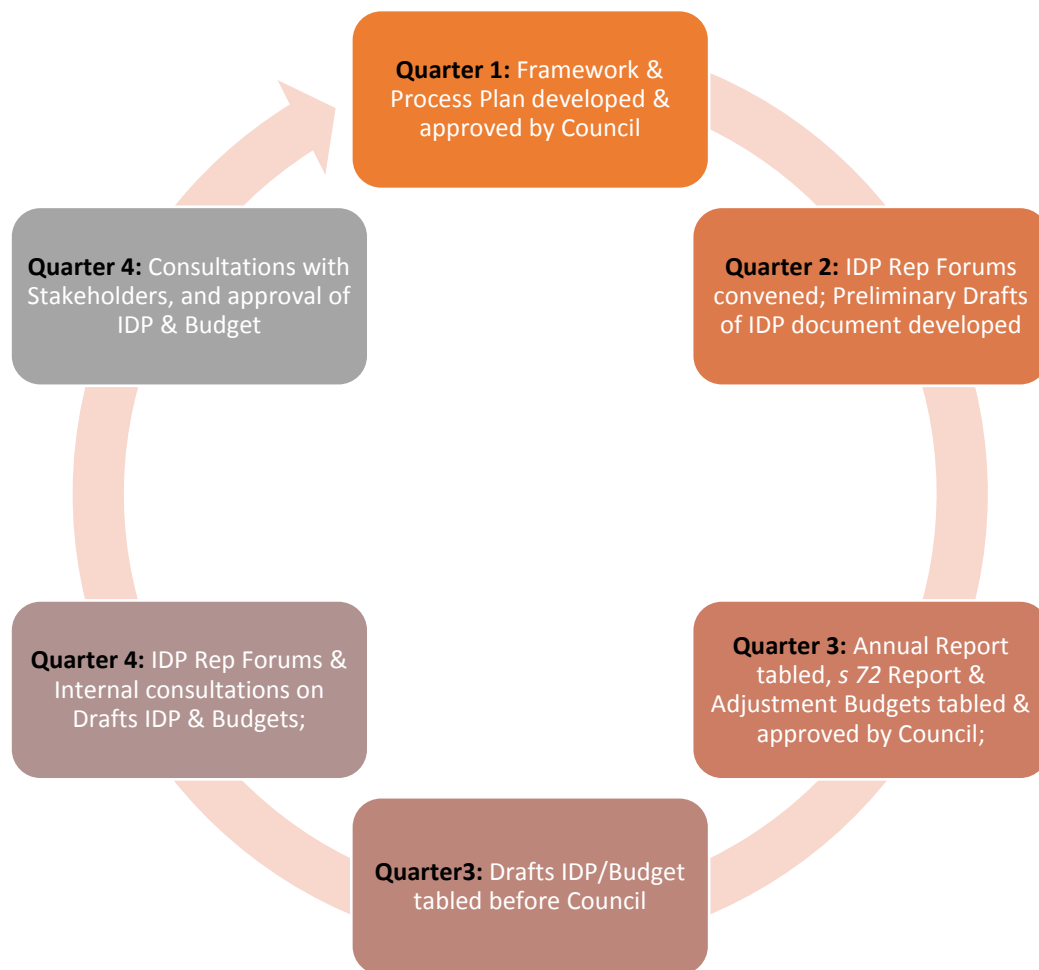 Quarter 1: Framework &
Process Plan developed &
approved by Council
Quarter 2: IDP Rep Forums
convened; Preliminary Drafts
of IDP document developed
Quarter 3: Annual Report
tabled, s 72 Report &
Adjustment Budgets tabled &
approved by Council;
Quarter3: Drafts IDP/Budget
tabled before Council
Quarter 4: IDP Rep Forums &
Internal consultations on
Drafts IDP & Budgets;
Quarter 4: Consultations with
Stakeholders, and approval of
IDP & Budget